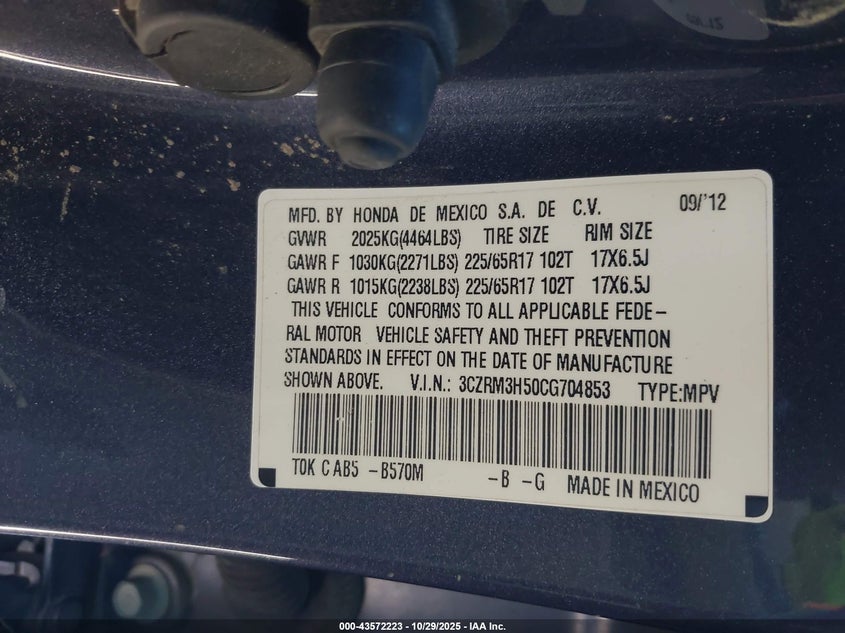 MFD. BY HONDA DE MEXICO S.A. DE C.V. 09/'12
GVWR 2025KG(4464LBS) TIRE SIZE RIM SIZE
GAWR F 1030KG(2271LBS) 225/65R17 102T 17X6.5J
GAWR R 1015KG(2238LBS) 225/65R17 102T 17X6.5J
THIS VEHICLE CONFORMS TO ALL APPLICABLE FEDE–
RAL MOTOR VEHICLE SAFETY AND THEFT PREVENTION
STANDARDS IN EFFECT ON THE DATE OF MANUFACTURE
SHOWN ABOVE. V.I.N.: 3CZRM3H50CG704853 TYPE:MPV
T0K C AB5 –B570M –B –G MADE IN MEXICO
000-43572223 | 10/29/2025 - IAA Inc.